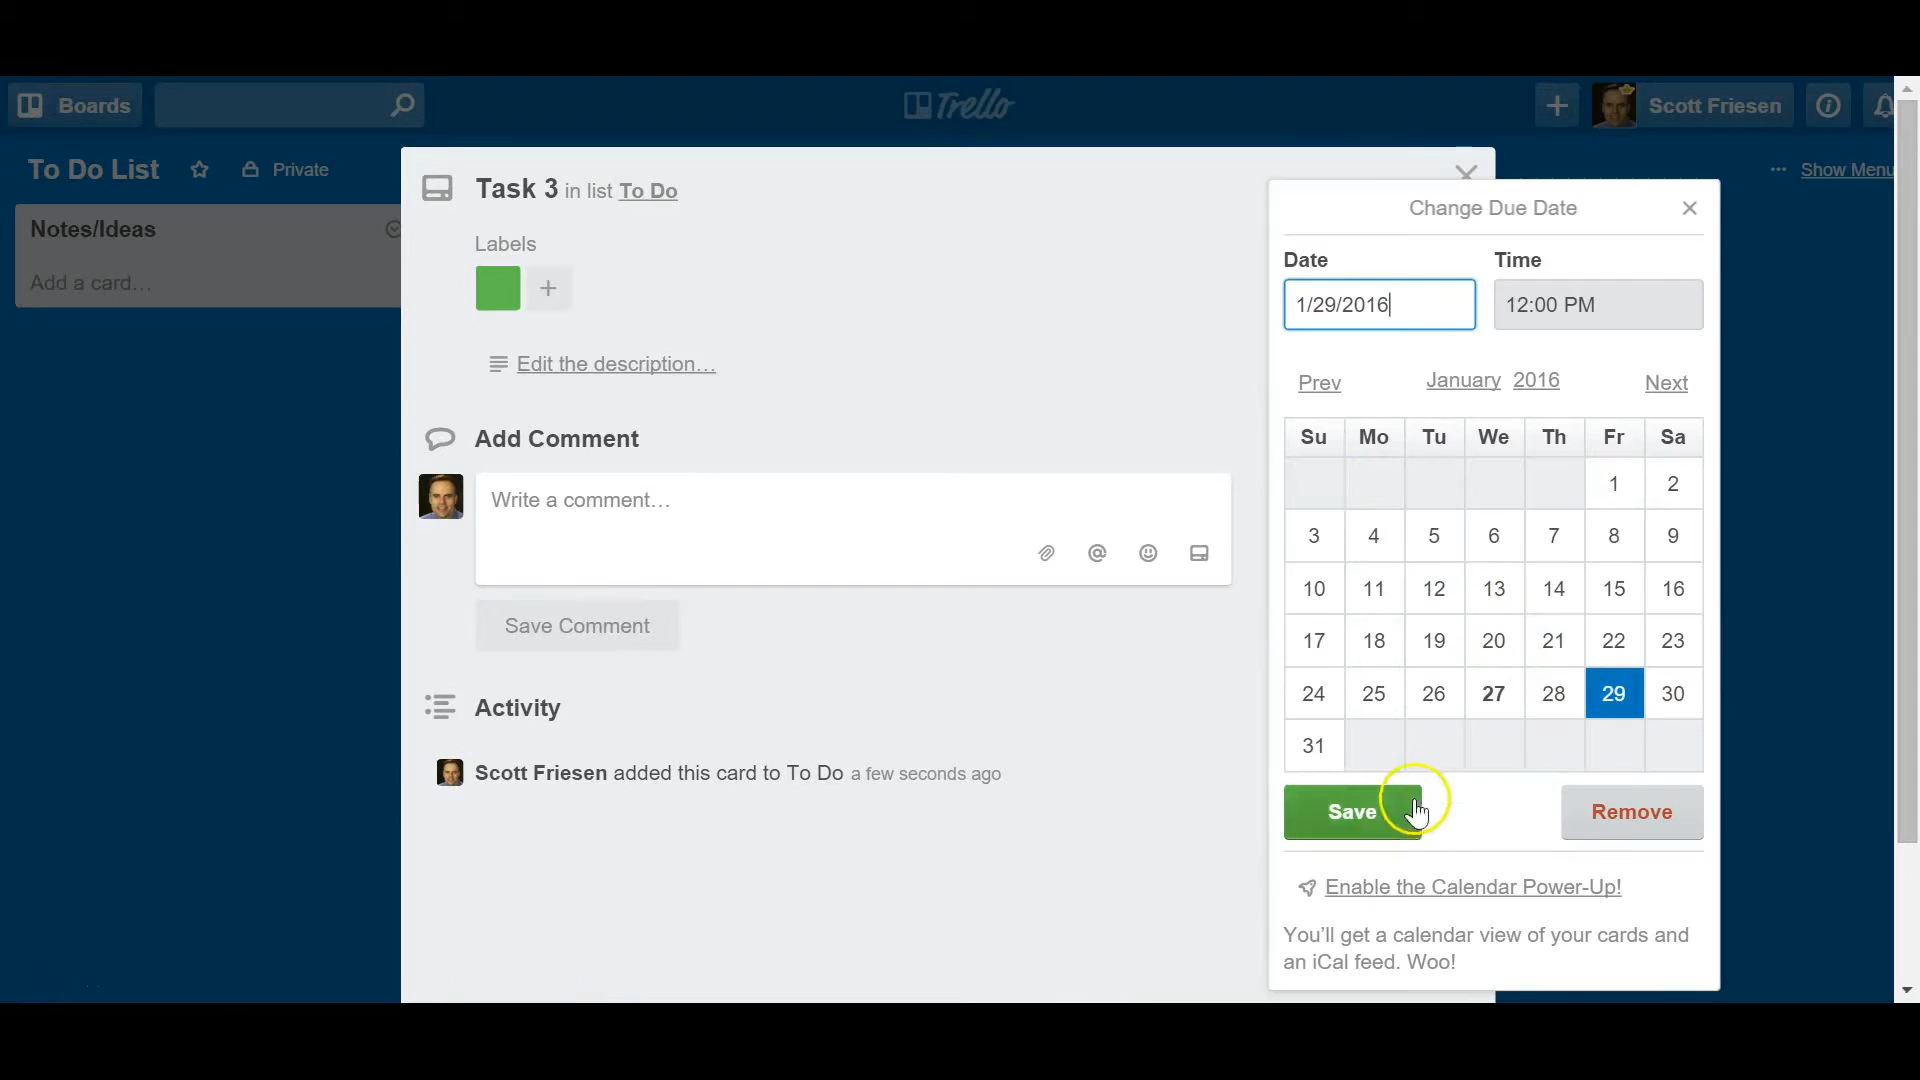 Boards
Trello
Scott Friesen
To Do List
Private
Show Menu
Notes/Ideas
Add a card…
Task 3 in list To Do
Labels
Edit the description…
Add Comment
Write a comment…
Save Comment
Activity
Scott Friesen added this card to To Do a few seconds ago
Change Due Date
Date Time
1/29/2016 12:00 PM
Prev January 2016 Next
Su Mo Tu We Th Fr Sa
1 2
3 4 5 6 7 8 9
10 11 12 13 14 15 16
17 18 19 20 21 22 23
24 25 26 27 28 29 30
31
Save Remove
Enable the Calendar Power-Up!
You’ll get a calendar view of your cards and
an iCal feed. Woo!